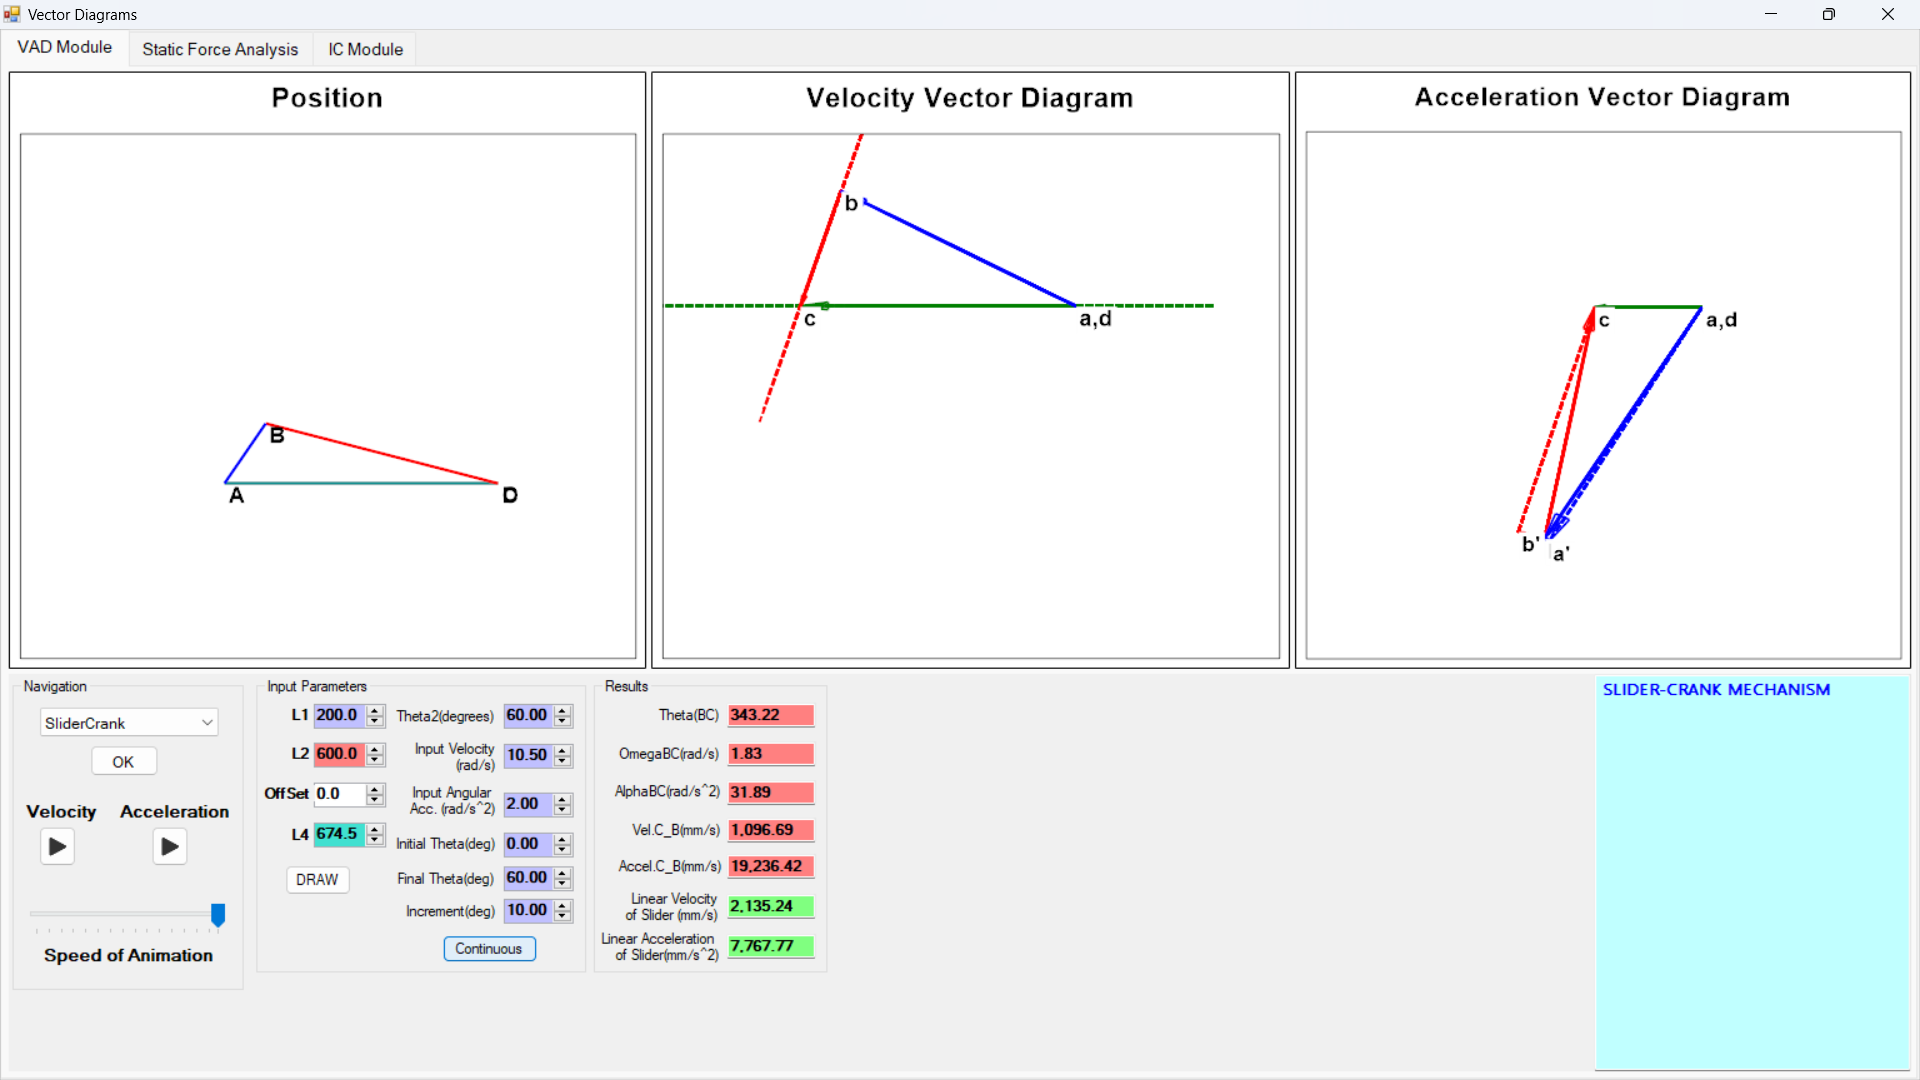 Vector Diagrams
VAD Module
Static Force Analysis
IC Module
Position
B
A
D
Velocity Vector Diagram
b
c
a,d
Acceleration Vector Diagram
c
a,d
b'
a'
Navigation
SliderCrank
OK
Velocity
Acceleration
Speed of Animation
Input Parameters
L1 200.0
L2 600.0
OffSet 0.0
L4 674.5
DRAW
Theta2(degrees) 60.00
Input Velocity
(rad/s) 10.50
Input Angular
Acc. (rad/s^2) 2.00
Initial Theta(deg) 0.00
Final Theta(deg) 60.00
Increment(deg) 10.00
Continuous
Results
Theta(BC) 343.22
OmegaBC(rad/s) 1.83
AlphaBC(rad/s^2) 31.89
Vel.C_B(mm/s) 1,096.69
Accel.C_B(mm/s) 19,236.42
Linear Velocity
of Slider (mm/s) 2,135.24
Linear Acceleration
of Slider(mm/s^2) 7,767.77
SLIDER-CRANK MECHANISM